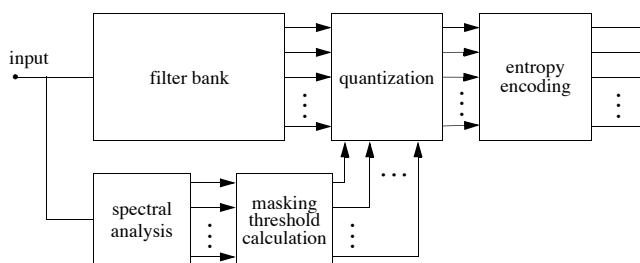 input
filter bank
quantization
entropy
encoding
spectral
analysis
masking
threshold
calculation